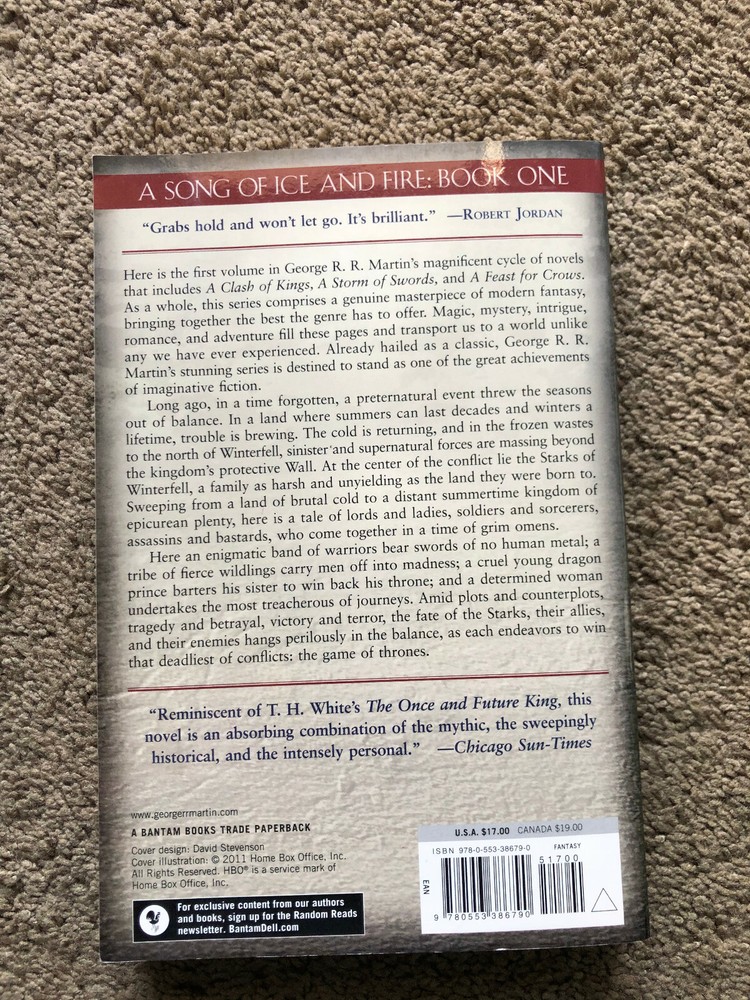 A SONG OF ICE AND FIRE: BOOK ONE
“Grabs hold and won’t let go. It’s brilliant.” —ROBERT JORDAN
Here is the first volume in George R. R. Martin’s magnificent cycle of novels
that includes A Clash of Kings, A Storm of Swords, and A Feast for Crows.
As a whole, this series comprises a genuine masterpiece of modern fantasy,
bringing together the best the genre has to offer. Magic, mystery, intrigue,
romance, and adventure fill these pages and transport us to a world unlike
any we have ever experienced. Already hailed as a classic, George R. R.
Martin’s stunning series is destined to stand as one of the great achievements
of imaginative fiction.
Long ago, in a time forgotten, a preternatural event threw the seasons
out of balance. In a land where summers can last decades and winters a
lifetime, trouble is brewing. The cold is returning, and in the frozen wastes
to the north of Winterfell, sinister and supernatural forces are massing beyond
the kingdom’s protective Wall. At the center of the conflict lie the Starks of
Winterfell, a family as harsh and unyielding as the land they were born to.
Sweeping from a land of brutal cold to a distant summertime kingdom of
epicurean plenty, here is a tale of lords and ladies, soldiers and sorcerers,
assassins and bastards, who come together in a time of grim omens.
Here an enigmatic band of warriors bear swords of no human metal; a
tribe of fierce wildlings carry men off into madness; a cruel young dragon
prince barters his sister to win back his throne; and a determined woman
undertakes the most treacherous of journeys. Amid plots and counterplots,
tragedy and betrayal, victory and terror, the fate of the Starks, their allies,
and their enemies hangs perilously in the balance, as each endeavors to win
that deadliest of conflicts: the game of thrones.
“Reminiscent of T. H. White’s The Once and Future King, this
novel is an absorbing combination of the mythic, the sweepingly
historical, and the intensely personal.” —Chicago Sun-Times
www.georgerrmartin.com
A BANTAM BOOKS TRADE PAPERBACK
Cover design: David Stevenson
Cover illustration: © 2011 Home Box Office, Inc.
All Rights Reserved. HBO® is a service mark of
Home Box Office, Inc.
For exclusive content from our authors
and books, sign up for the Random Reads
newsletter. BantamDell.com
U.S.A. $17.00 CANADA $19.00
ISBN 978-0-553-38679-0 FANTASY
51700
EAN
9 780553 386790